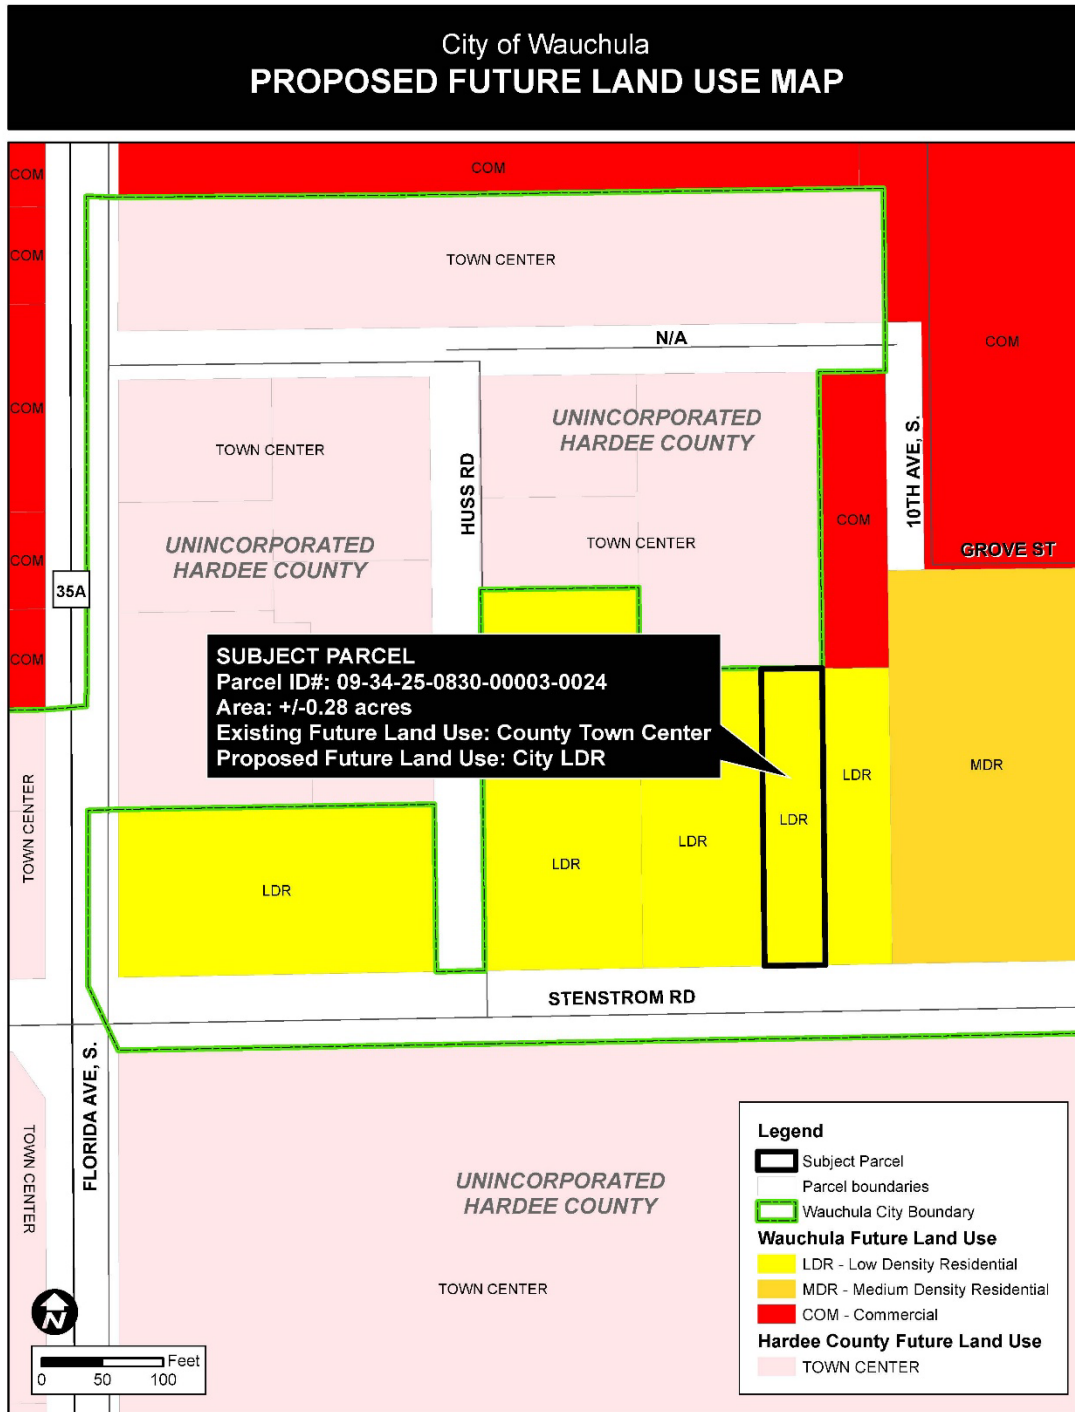 City of Wauchula
PROPOSED FUTURE LAND USE MAP
COM
COM
COM
TOWN CENTER
N/A
COM
UNINCORPORATED
HARDEE COUNTY
COM
TOWN CENTER
HUSS RD
10TH AVE, S.
COM
TOWN CENTER
UNINCORPORATED
HARDEE COUNTY
GROVE ST
COM
35A
COM
SUBJECT PARCEL
Parcel ID#: 09-34-25-0830-00003-0024
Area: +/-0.28 acres
Existing Future Land Use: County Town Center
Proposed Future Land Use: City LDR
MDR
LDR
LDR
TOWN CENTER
LDR
LDR
LDR
STENSTROM RD
FLORIDA AVE, S.
TOWN CENTER
UNINCORPORATED
HARDEE COUNTY
TOWN CENTER
Legend
Subject Parcel
Parcel boundaries
Wauchula City Boundary
Wauchula Future Land Use
LDR - Low Density Residential
MDR - Medium Density Residential
COM - Commercial
Hardee County Future Land Use
TOWN CENTER
N
Feet
0 50 100